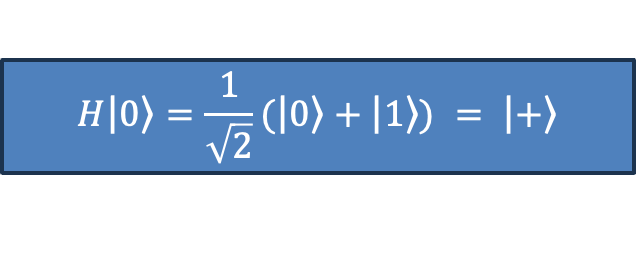 H|0⟩ = 1/√2 (|0⟩ + |1⟩) = |+⟩